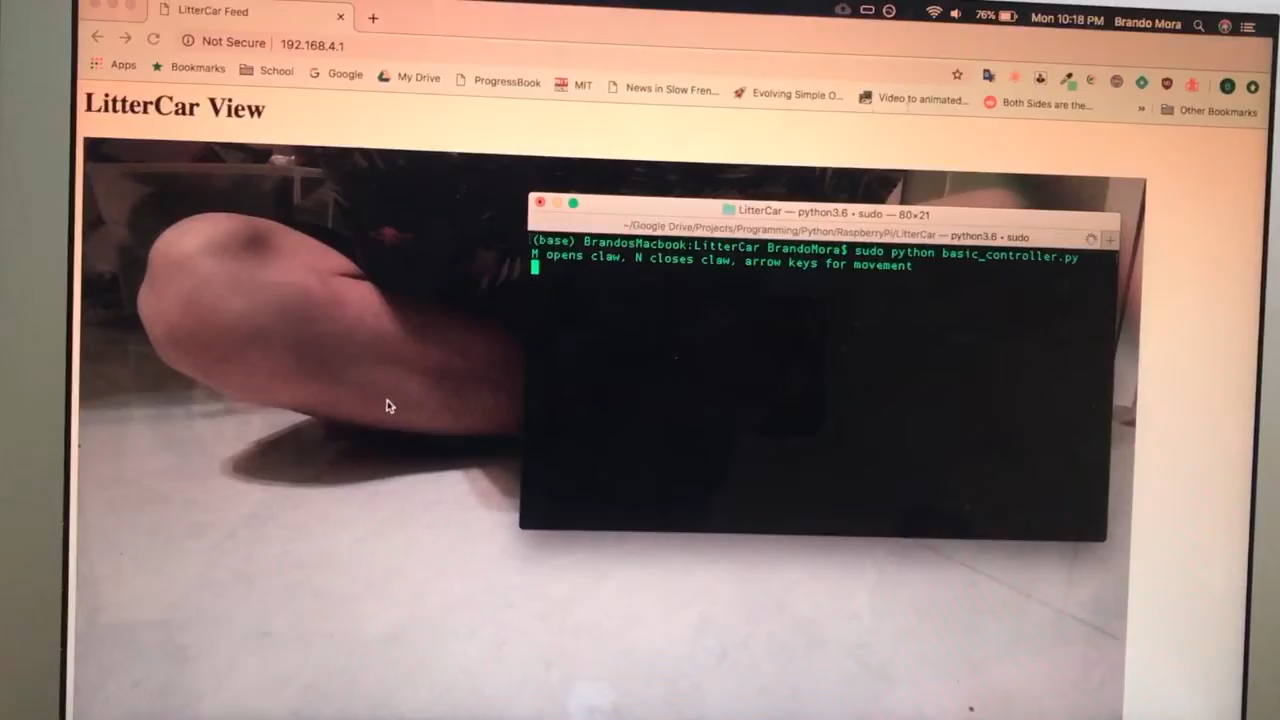 LitterCar Feed
76% Mon 10:18 PM Brando Mora
Not Secure | 192.168.4.1
Apps Bookmarks School Google My Drive ProgressBook MIT News in Slow Fren... Evolving Simple O... Video to animated... Both Sides are the... » Other Bookmarks
LitterCar View
LitterCar — python3.6 • sudo — 80×21
~/Google Drive/Projects/Programming/Python/RaspberryPi/LitterCar — python3.6 • sudo
(base) BrandosMacbook:LitterCar BrandoMora$ sudo python basic_controller.py
M opens claw, N closes claw, arrow keys for movement